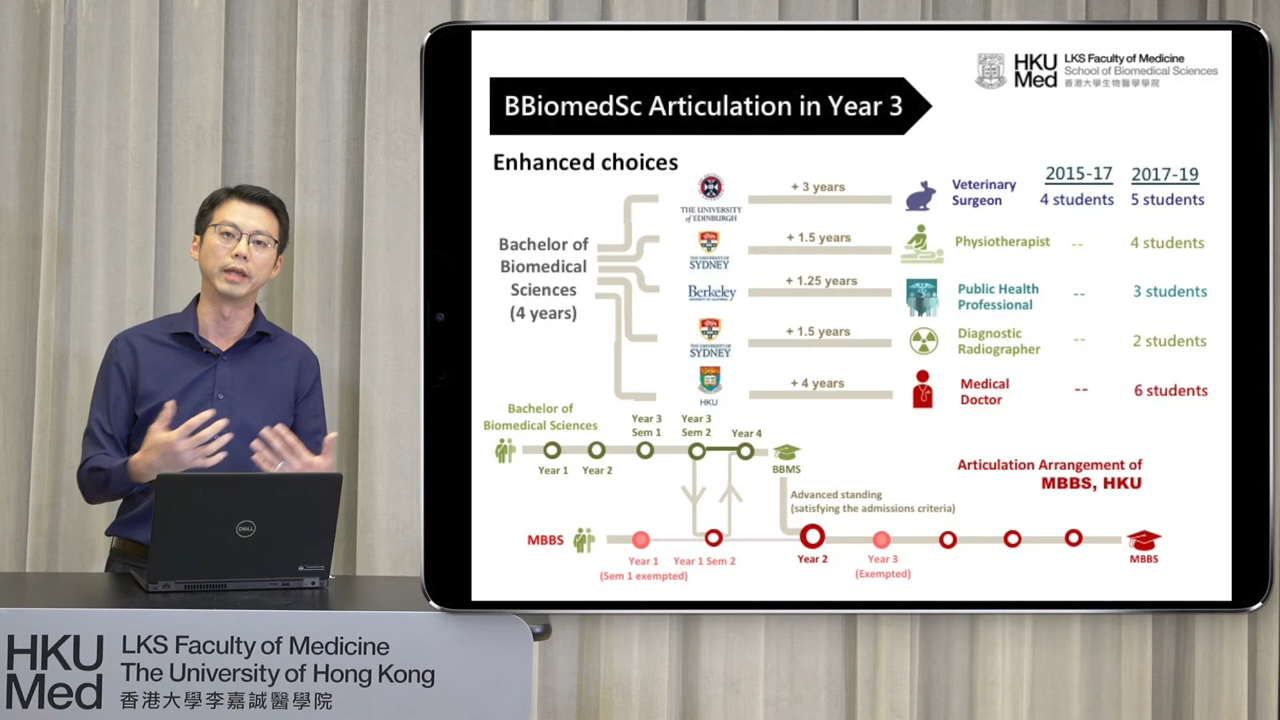 HKU
Med
LKS Faculty of Medicine
School of Biomedical Sciences
香港大學生物醫學學院
BBiomedSc Articulation in Year 3
Enhanced choices
2015-17
2017-19
Bachelor of
Biomedical
Sciences
(4 years)
THE UNIVERSITY
of EDINBURGH
+ 3 years
Veterinary
Surgeon
4 students
5 students
THE UNIVERSITY OF
SYDNEY
+ 1.5 years
Physiotherapist
--
4 students
Berkeley
UNIVERSITY OF CALIFORNIA
+ 1.25 years
Public Health
Professional
--
3 students
THE UNIVERSITY OF
SYDNEY
+ 1.5 years
Diagnostic
Radiographer
--
2 students
HKU
+ 4 years
Medical
Doctor
--
6 students
Bachelor of
Biomedical Sciences
Year 1
Year 2
Year 3
Sem 1
Year 3
Sem 2
Year 4
BBMS
Articulation Arrangement of
MBBS, HKU
Advanced standing
(satisfying the admissions criteria)
MBBS
Year 1
(Sem 1 exempted)
Year 1 Sem 2
Year 2
Year 3
(Exempted)
MBBS
DELL
HKU
Med
LKS Faculty of Medicine
The University of Hong Kong
香港大學李嘉誠醫學院